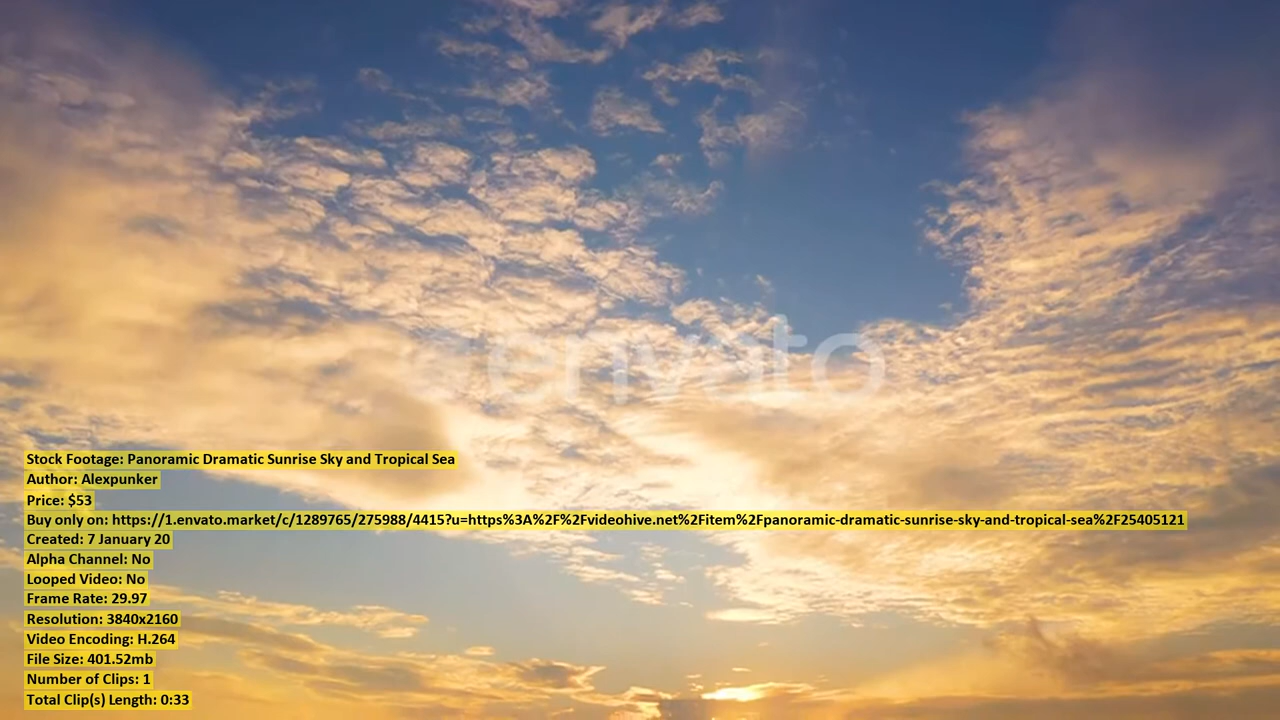 envato
Stock Footage: Panoramic Dramatic Sunrise Sky and Tropical Sea
Author: Alexpunker
Price: $53
Buy only on: https://1.envato.market/c/1289765/275988/4415?u=https%3A%2F%2Fvideohive.net%2Fitem%2Fpanoramic-dramatic-sunrise-sky-and-tropical-sea%2F25405121
Created: 7 January 20
Alpha Channel: No
Looped Video: No
Frame Rate: 29.97
Resolution: 3840x2160
Video Encoding: H.264
File Size: 401.52mb
Number of Clips: 1
Total Clip(s) Length: 0:33